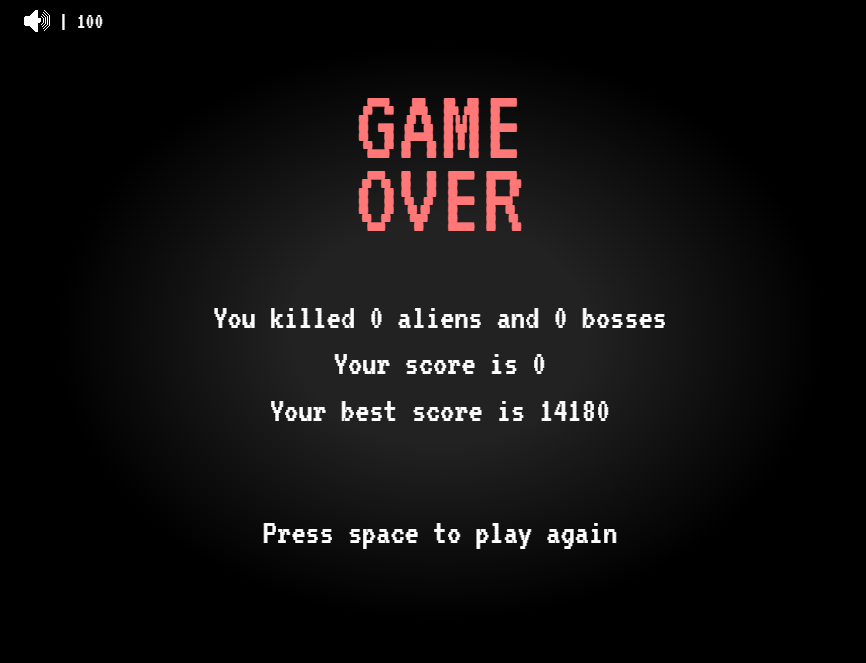 | 100
GAME
OVER
You killed 0 aliens and 0 bosses
Your score is 0
Your best score is 14180
Press space to play again